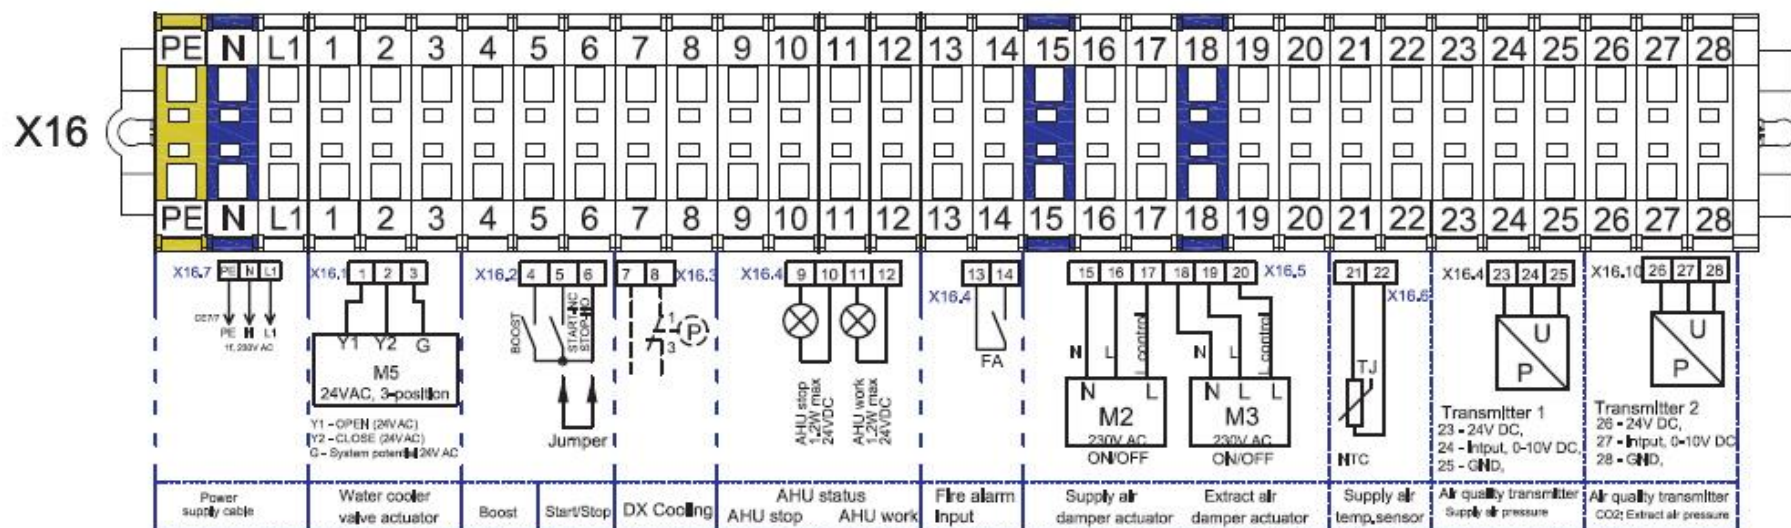 PE N L1 1 2 3 4 5 6 7 8 9 10 11 12 13 14 15 16 17 18 19 20 21 22 23 24 25 26 27 28
X16
PE N L1 1 2 3 4 5 6 7 8 9 10 11 12 13 14 15 16 17 18 19 20 21 22 23 24 25 26 27 28
X16.7 PE N L1
PE N L1
1f, 230V AC
X16.1 1 2 3
Y1 Y2 G
M5
24VAC, 3-position
Y1 - OPEN (24VAC)
Y2 - CLOSE (24VAC)
G - System potential 24V AC
X16.2 4 5 6
BOOST
START-NC
STOP-NO
Jumper
7 8 X16.3
1
3
P
X16.4 9 10 11 12
AHU stop
1.2W max
24VDC
AHU work
1.2W max
24VDC
13 14
X16.4
FA
15 16 17 18 19 20 X16.5
N L L control L control
N L N L L
M2 M3
230V AC 230V AC
ON/OFF ON/OFF
21 22
X16.6
TJ
NTC
X16.4 23 24 25
U
P
Transmitter 1
23 - 24V DC,
24 - Intput, 0-10V DC,
25 - GND,
X16.10 26 27 28
U
P
Transmitter 2
26 - 24V DC,
27 - Intput, 0-10V DC
28 - GND,
Power
supply cable
Water cooler
valve actuator
Boost
Start/Stop
DX Cooling
AHU status
AHU stop AHU work
Fire alarm
Input
Supply air
damper actuator
Extract air
damper actuator
Supply air
temp.sensor
Air quality transmitter
Supply air pressure
Air quality transmitter
CO2; Extract air pressure